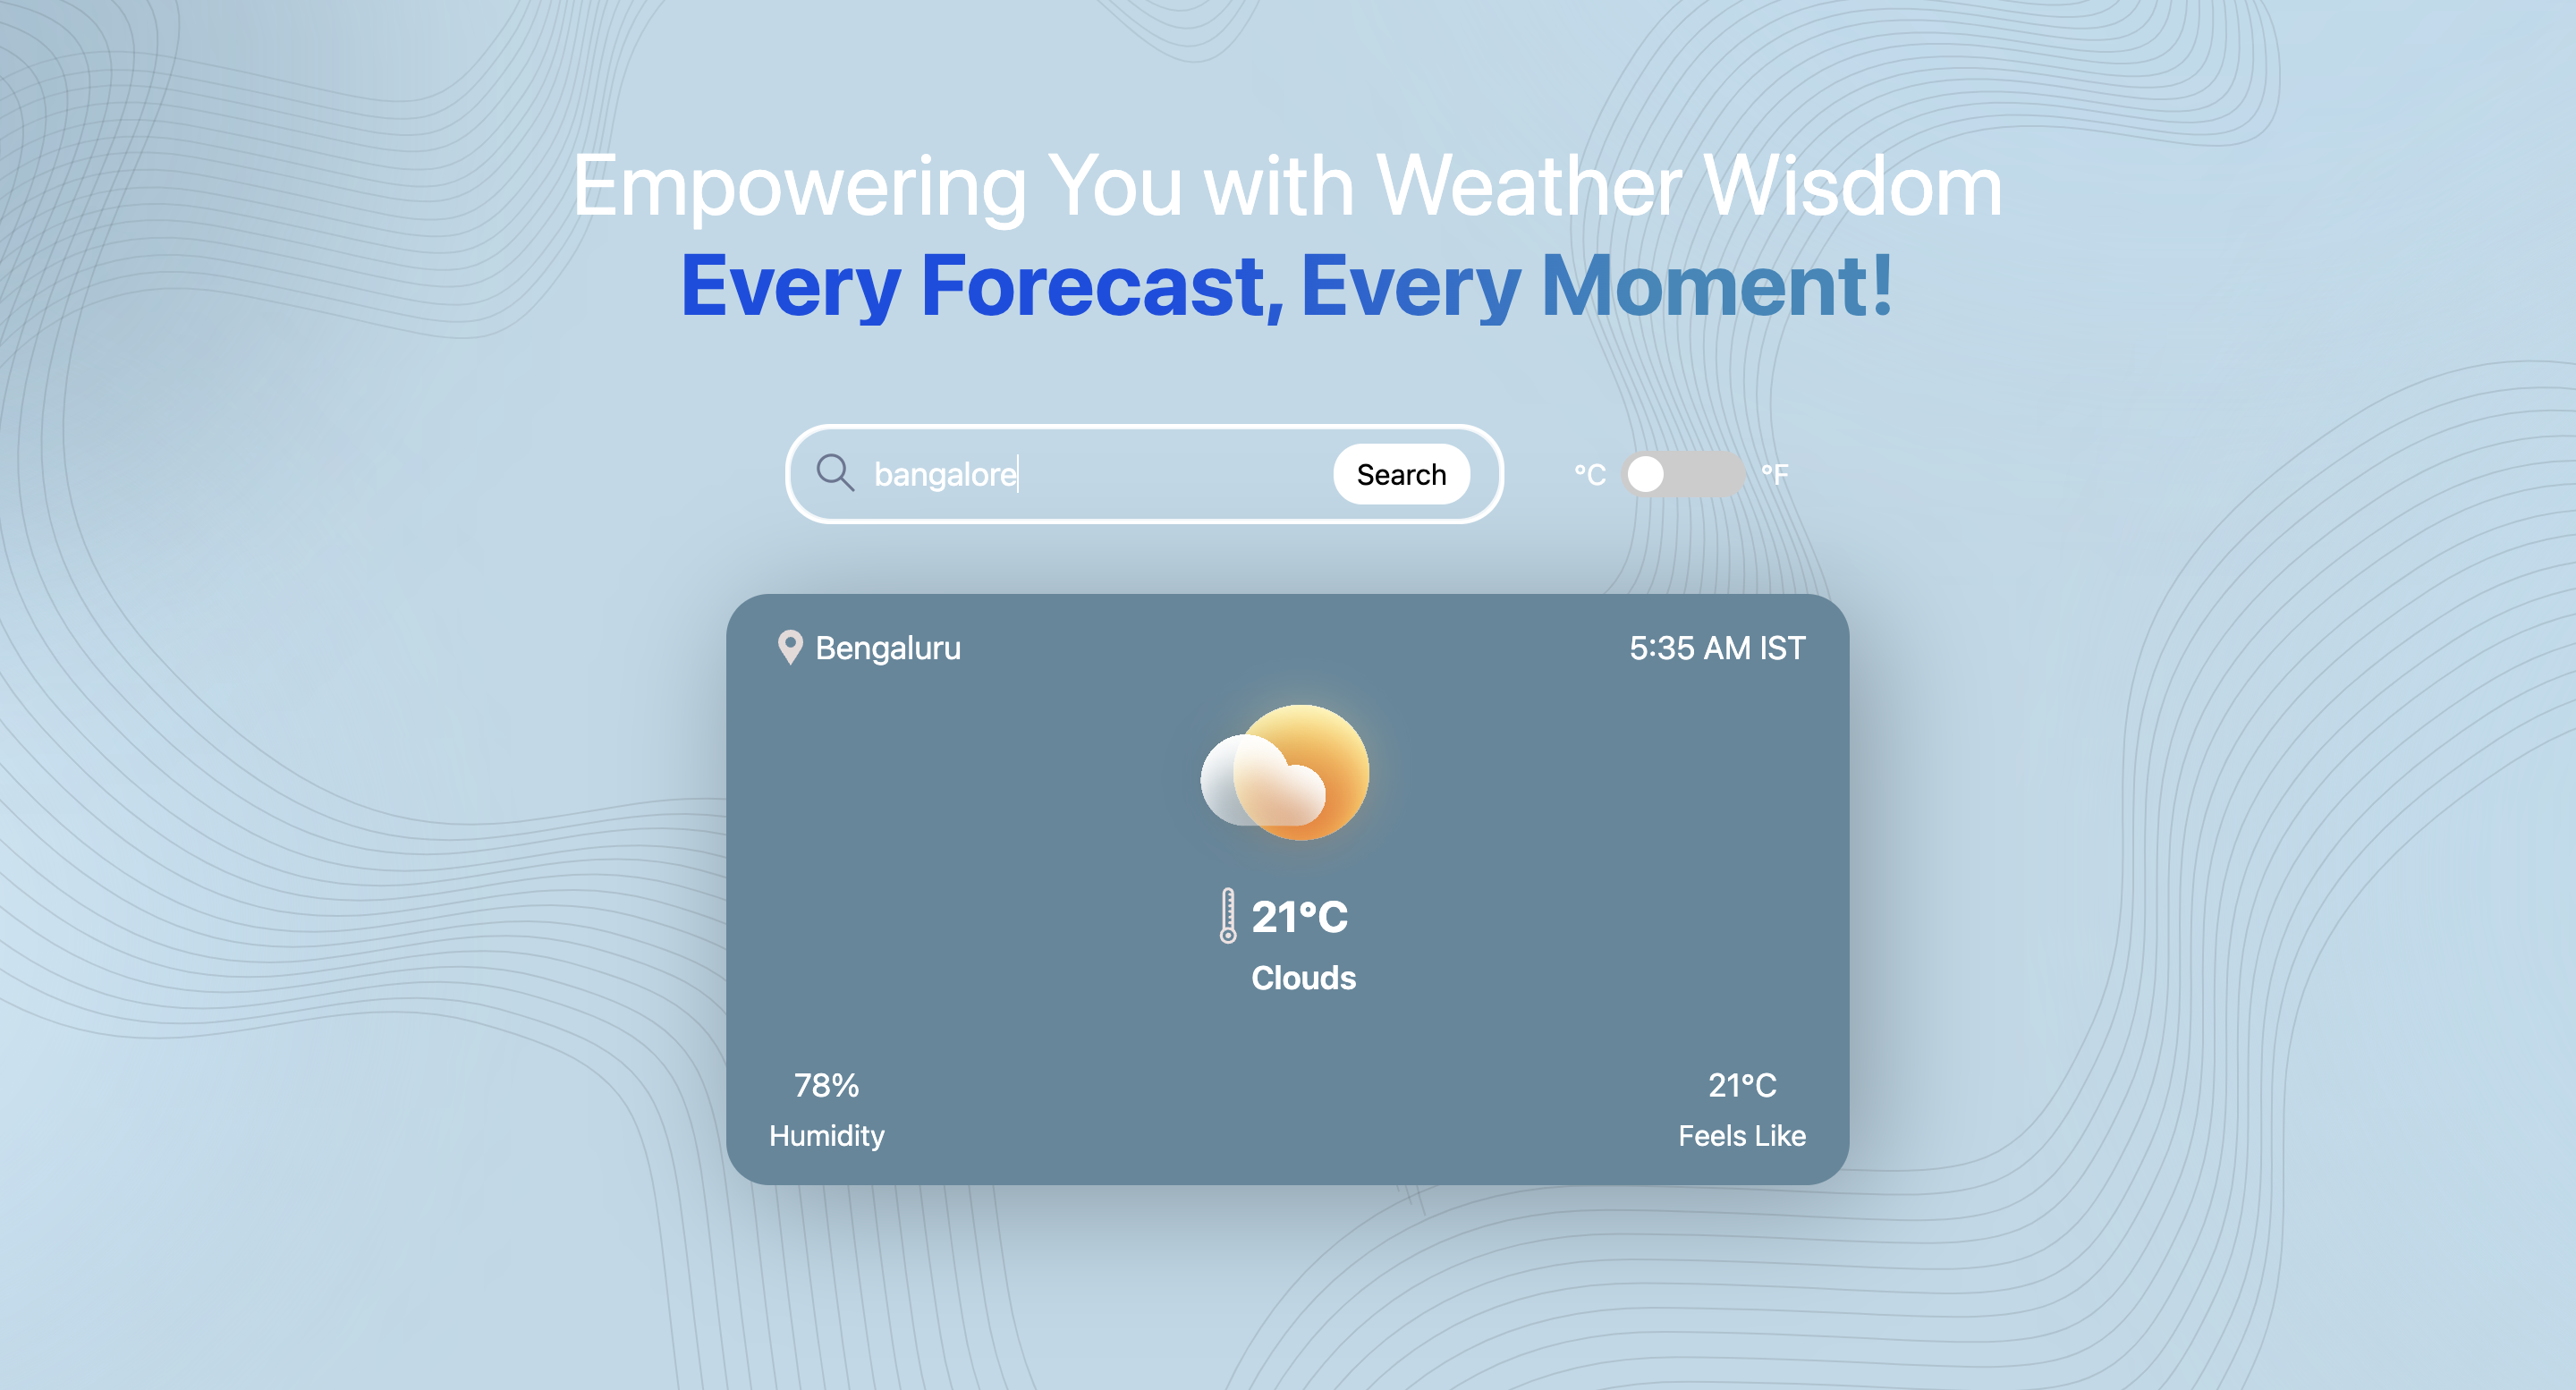 Empowering You with Weather Wisdom
Every Forecast, Every Moment!
bangalore Search °C °F
Bengaluru 5:35 AM IST
21°C
Clouds
78% 21°C
Humidity Feels Like